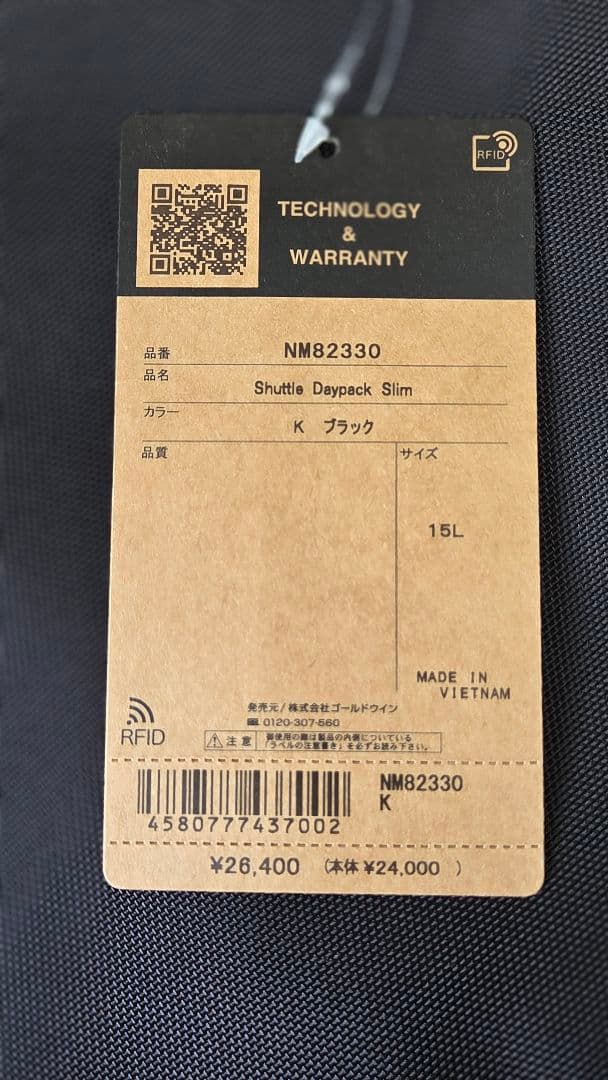 RFID
TECHNOLOGY
&
WARRANTY
品番 NM82330
品名 Shuttle Daypack Slim
カラー K ブラック
品質 サイズ
15L
MADE IN
VIETNAM
RFID
発売元/株式会社ゴールドウイン
0120-307-560
注意 御使用の際は製品の内側についている
「ラベルの注意書き」を必ずお読み下さい。
NM82330
K
4580777437002
¥26,400 (本体 ¥24,000 )